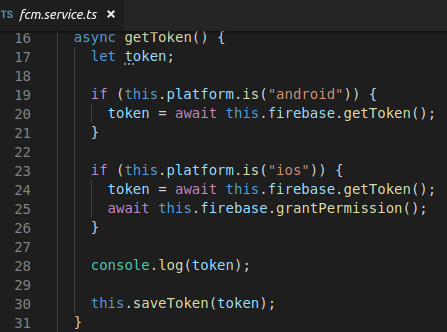 TS fcm.service.ts ×
16 async getToken() {
17 let token;
18
19 if (this.platform.is("android")) {
20 token = await this.firebase.getToken();
21 }
22
23 if (this.platform.is("ios")) {
24 token = await this.firebase.getToken();
25 await this.firebase.grantPermission();
26 }
27
28 console.log(token);
29
30 this.saveToken(token);
31 }